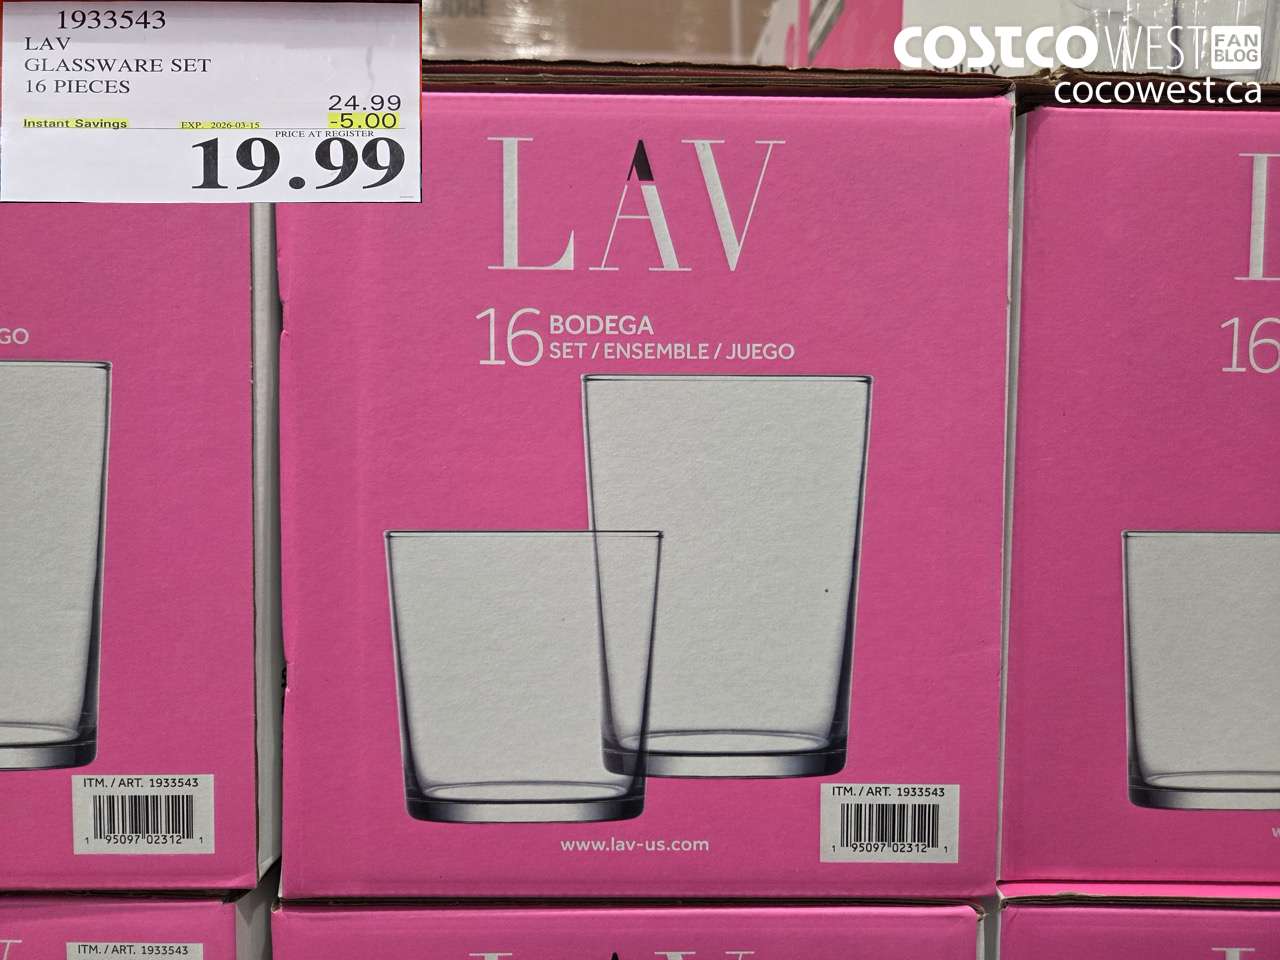 1933543
LAV
GLASSWARE SET
16 PIECES
24.99
Instant Savings EXP. 2026-03-15 -5.00
PRICE AT REGISTER
19.99
COSTCO WEST FAN BLOG
cocowest.ca
LAV
16 BODEGA
SET / ENSEMBLE / JUEGO
ITM. / ART. 1933543
1 95097 02312 1
www.lav-us.com
GO
ITM. / ART. 1933543
1 95097 02312 1
L
16
ITM. / ART. 1933543
LAV